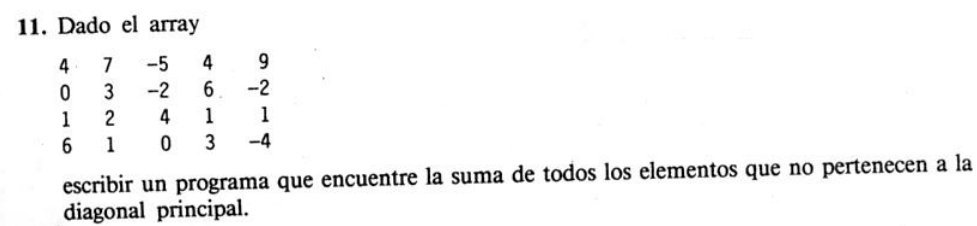 11. Dado el array
4 7 -5 4 9
0 3 -2 6 -2
1 2 4 1 1
6 1 0 3 -4
escribir un programa que encuentre la suma de todos los elementos que no pertenecen a la
diagonal principal.